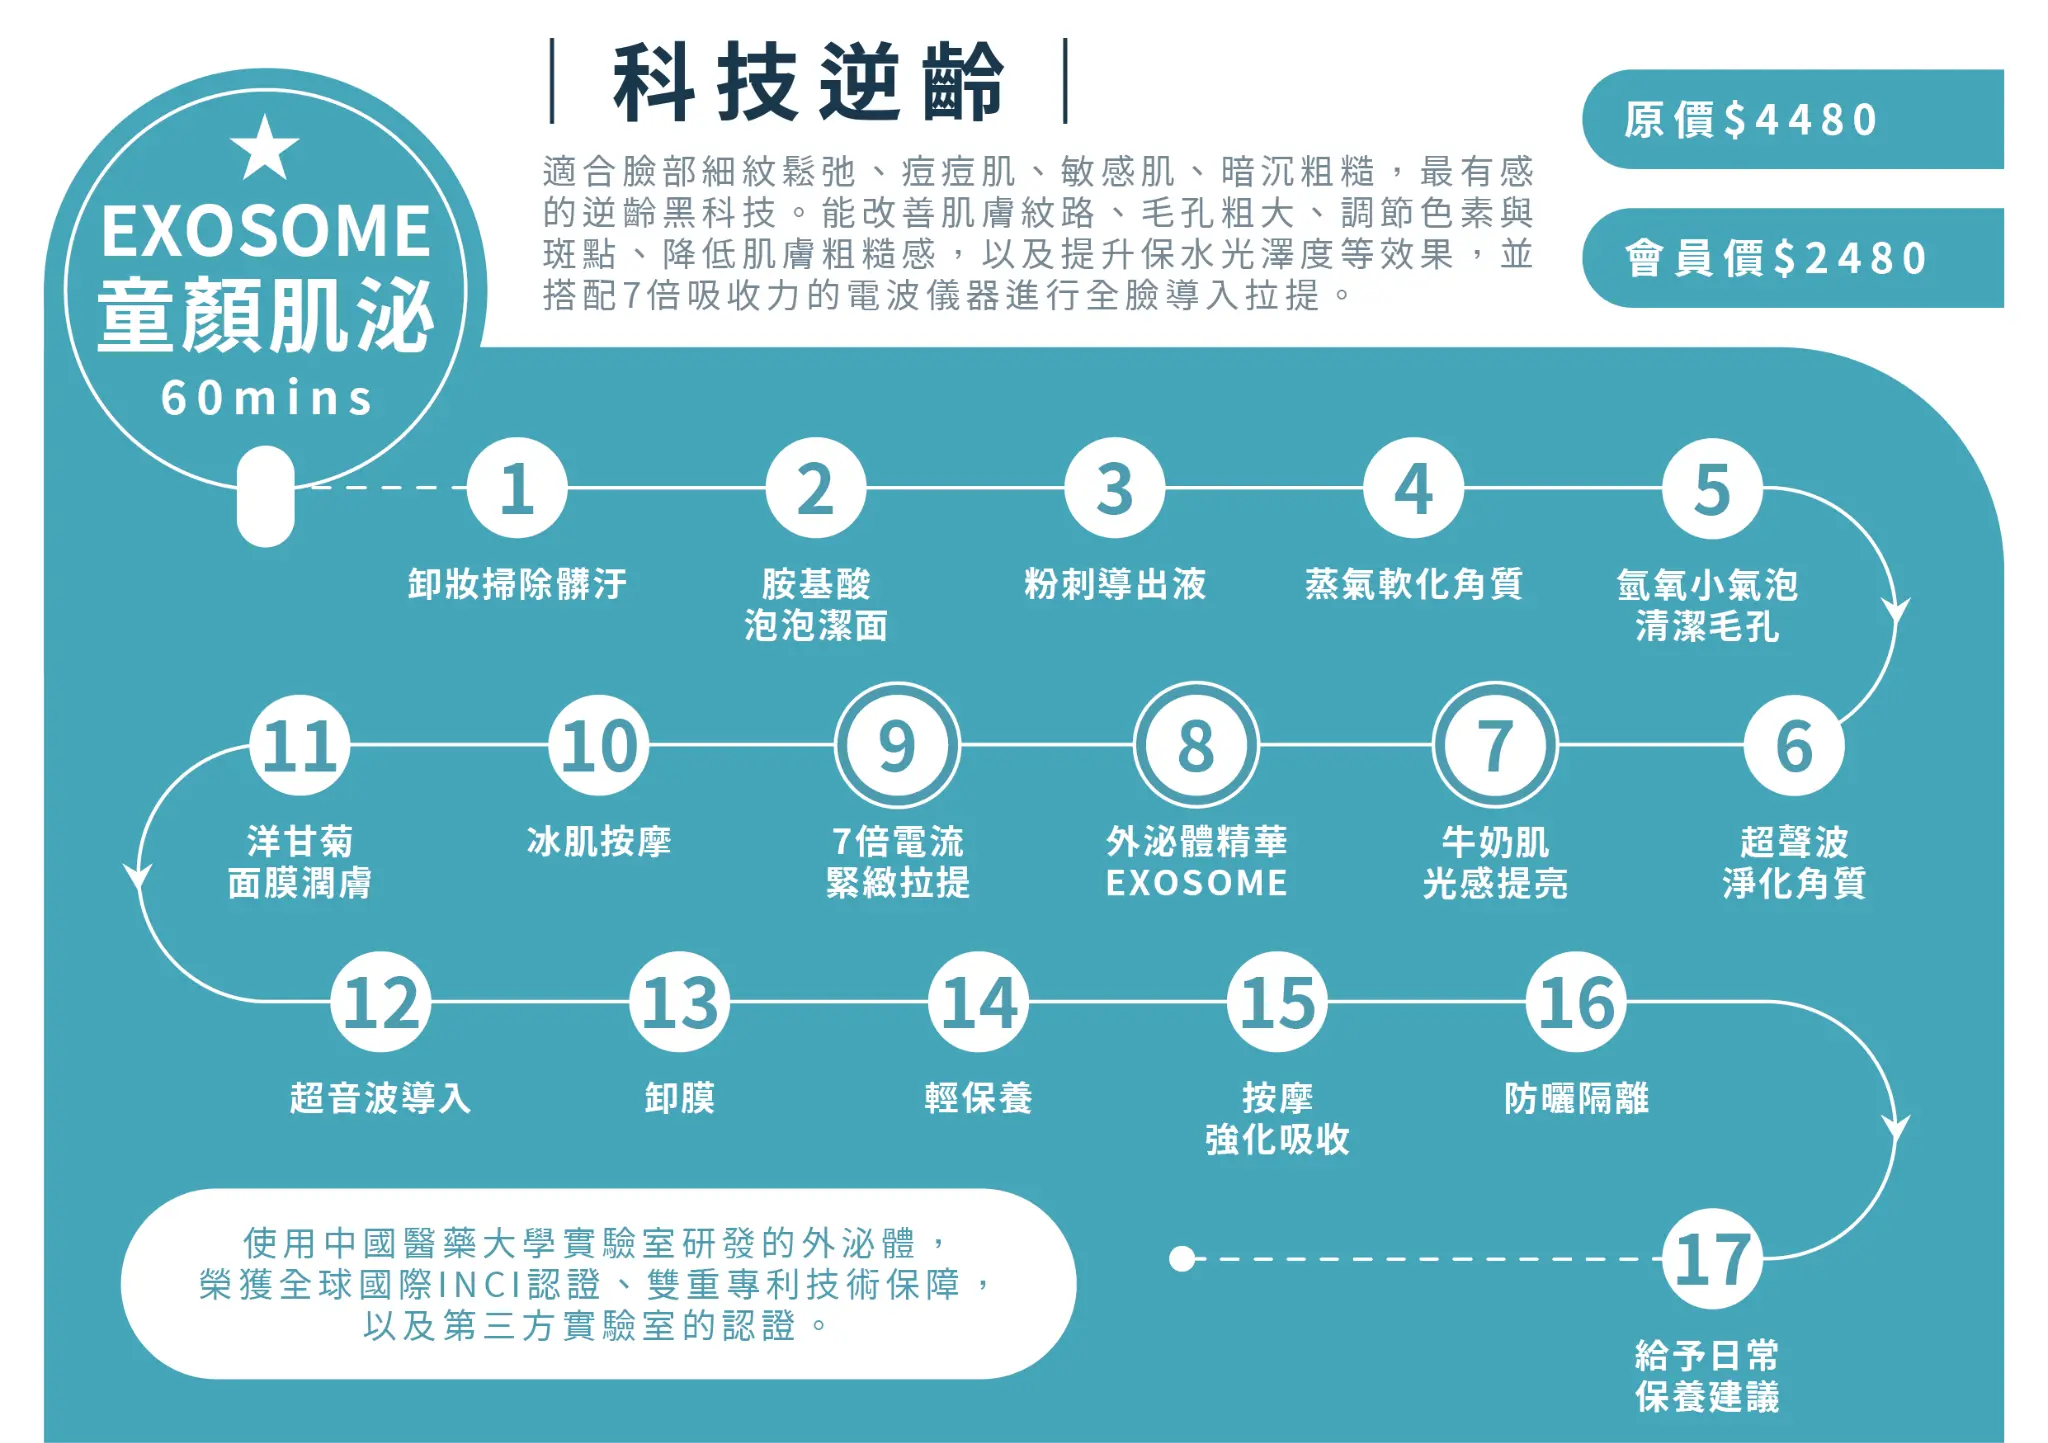 科技逆齡
適合臉部細紋鬆弛、痘痘肌、敏感肌、暗沉粗糙，最有感
的逆齡黑科技。能改善肌膚紋路、毛孔粗大、調節色素與
斑點、降低肌膚粗糙感，以及提升保水光澤度等效果，並
搭配7倍吸收力的電波儀器進行全臉導入拉提。
原價$4480
會員價$2480
EXOSOME
童顏肌泌
60mins
1
卸妝掃除髒汙
2
胺基酸
泡泡潔面
3
粉刺導出液
4
蒸氣軟化角質
5
氫氧小氣泡
清潔毛孔
6
超聲波
淨化角質
7
牛奶肌
光感提亮
8
外泌體精華
EXOSOME
9
7倍電流
緊緻拉提
10
冰肌按摩
11
洋甘菊
面膜潤膚
12
超音波導入
13
卸膜
14
輕保養
15
按摩
強化吸收
16
防曬隔離
17
給予日常
保養建議
使用中國醫藥大學實驗室研發的外泌體，
榮獲全球國際INCI認證、雙重專利技術保障，
以及第三方實驗室的認證。